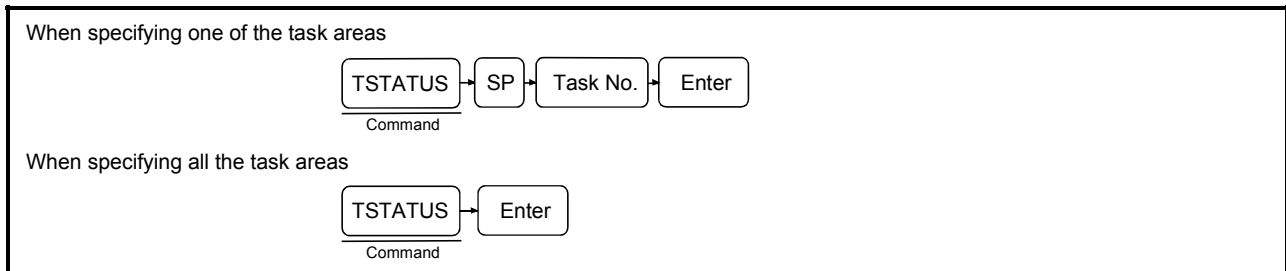 When specifying one of the task areas
TSTATUS SP Task No. Enter
Command
When specifying all the task areas
TSTATUS Enter
Command